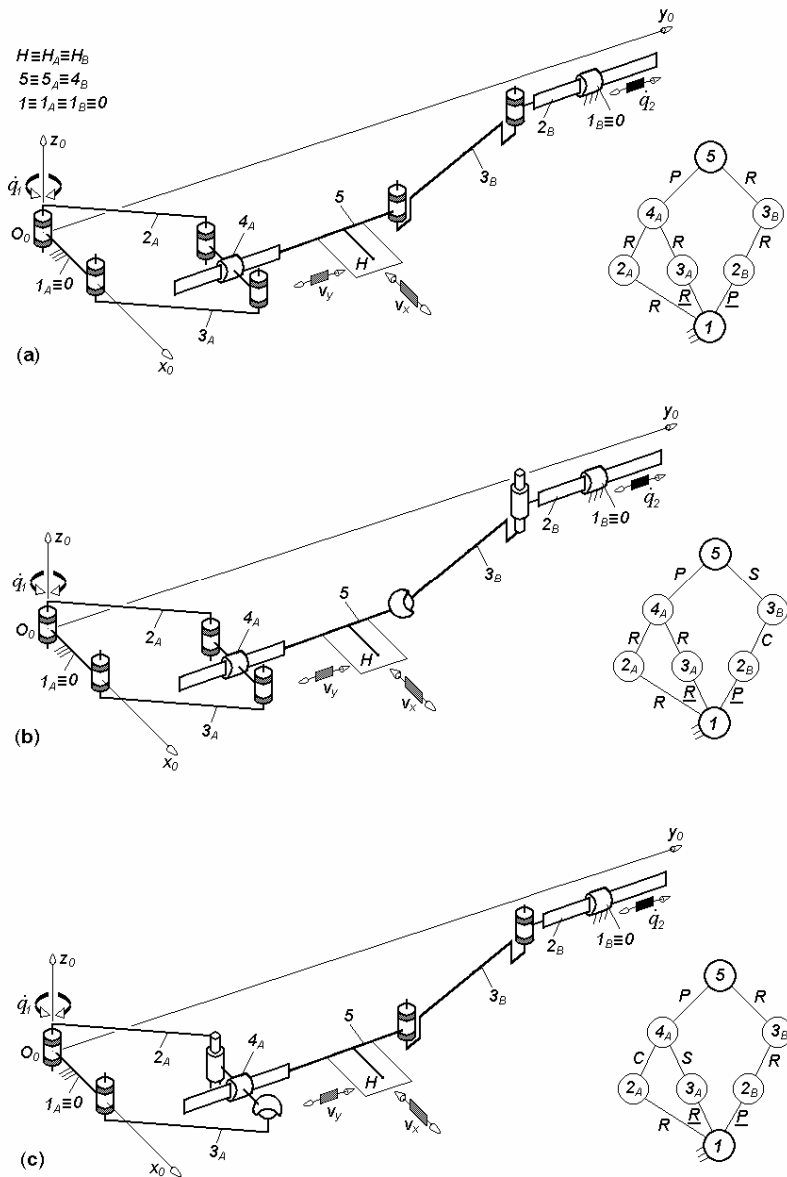 H≡H_A≡H_B
5≡5_A≡4_B
1≡1_A≡1_B≡0
y_0
z_0
q̇_1
O_0
1_A≡0
2_A
4_A
3_A
x_0
5
H
v_y
v_x
3_B
2_B
1_B≡0
q̇_2
5
P R
4_A 3_B
R R R
2_A 3_A 2_B
R R P
1
(a)
y_0
z_0
q̇_1
O_0
1_A≡0
2_A
4_A
3_A
x_0
5
H
v_y
v_x
3_B
2_B
1_B≡0
q̇_2
5
P S
4_A 3_B
R R C
2_A 3_A 2_B
R R P
1
(b)
y_0
z_0
q̇_1
O_0
1_A≡0
2_A
4_A
3_A
x_0
5
H
v_y
v_x
3_B
2_B
1_B≡0
q̇_2
5
P R
4_A 3_B
C S R
2_A 3_A 2_B
R R P
1
(c)